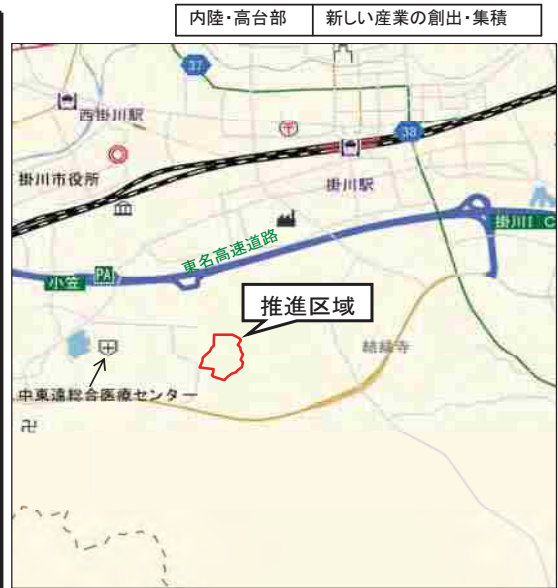 内陸・高台部 新しい産業の創出・集積
37
西掛川駅
38
掛川市役所
掛川駅
東名高速道路
掛川I C
小笠
PA
推進区域
結縁寺
中東遠総合医療センター